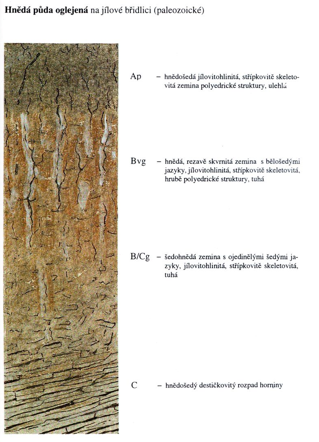 Hnědá půda oglejená na jílové břidlici (paleozoické)
Ap – hnědošedá jílovitohlinitá, střípkovitě skeleto-
vitá zemina polyedrické struktury, ulehlá
Bvg – hnědá, rezavě skvrnitá zemina s bělošedými
jazyky, jílovitohlinitá, střípkovitě skeletovitá,
hrubě polyedrické struktury, tuhá
B/Cg – šedohnědá zemina s ojedinělými šedými ja-
zyky, jílovitohlinitá, střípkovitě skeletovitá,
tuhá
C – hnědošedý destičkovitý rozpad horniny